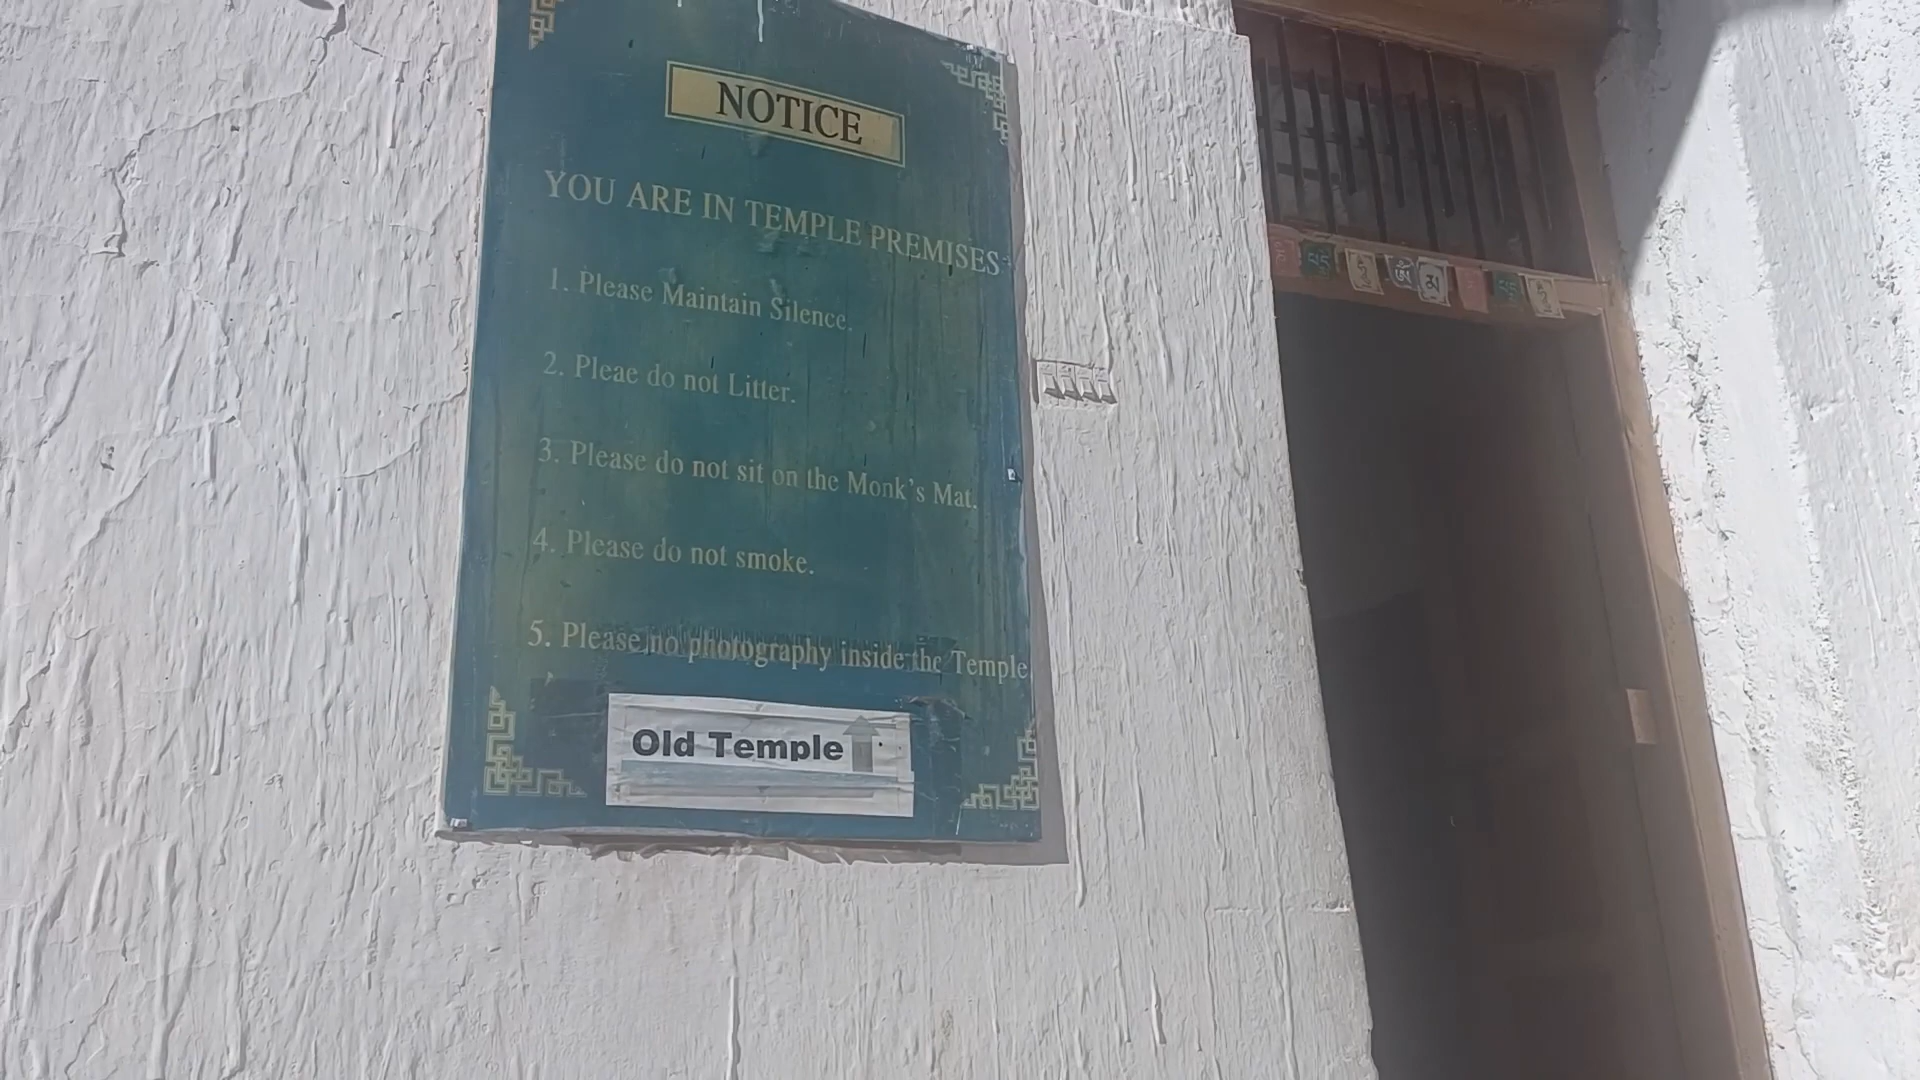 NOTICE
YOU ARE IN TEMPLE PREMISES
1. Please Maintain Silence.
2. Pleae do not Litter.
3. Please do not sit on the Monk's Mat.
4. Please do not smoke.
5. Please no photography inside the Temple
Old Temple